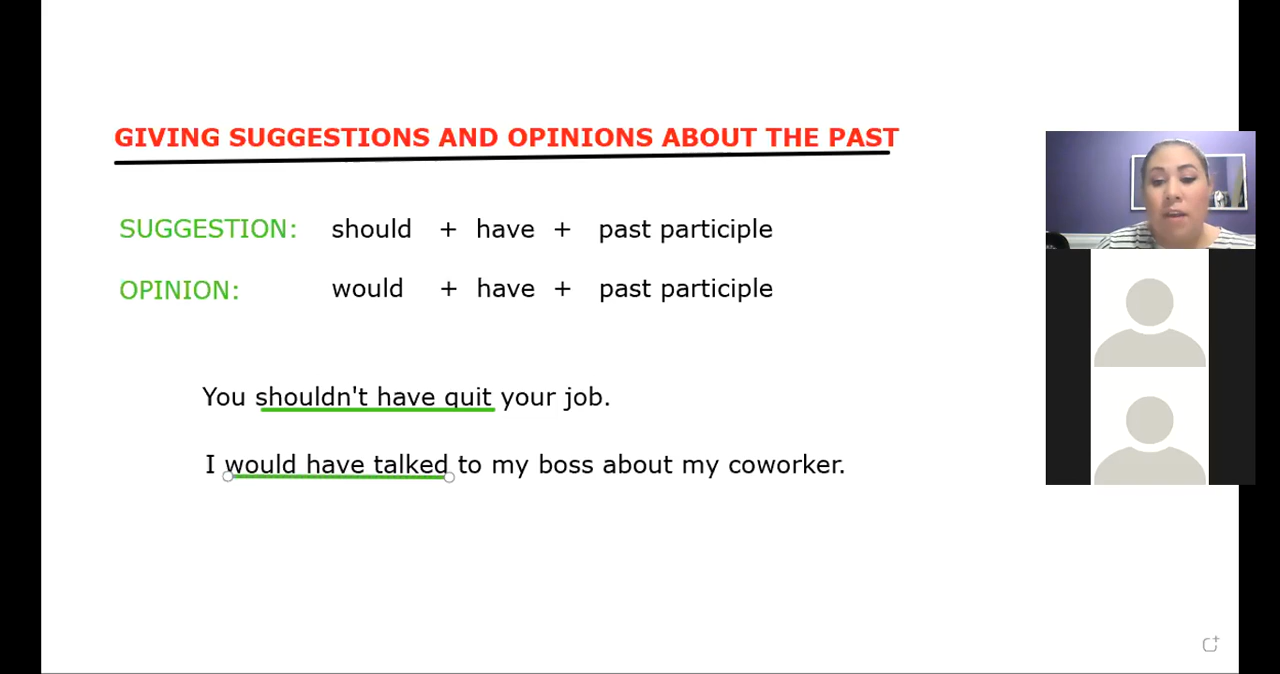 GIVING SUGGESTIONS AND OPINIONS ABOUT THE PAST
SUGGESTION: should + have + past participle
OPINION: would + have + past participle
You shouldn't have quit your job.
I would have talked to my boss about my coworker.